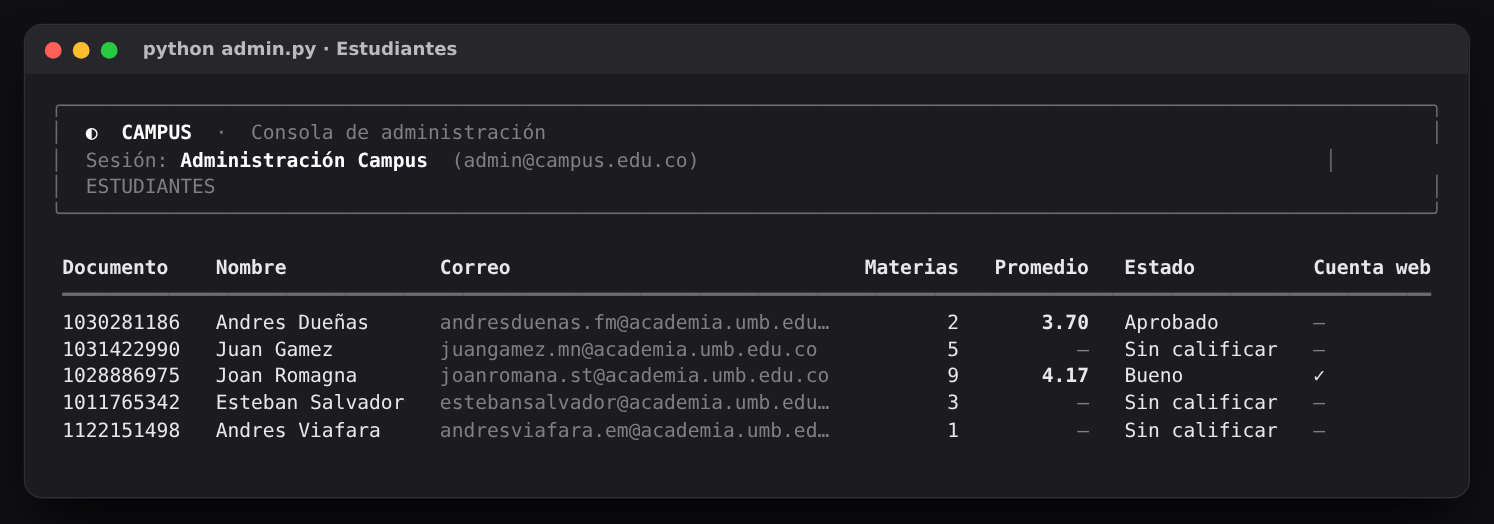 python admin.py · Estudiantes
◐ CAMPUS · Consola de administración
Sesión: Administración Campus (admin@campus.edu.co)
ESTUDIANTES
Documento Nombre Correo Materias Promedio Estado Cuenta web
1030281186 Andres Dueñas andresduenas.fm@academia.umb.edu… 2 3.70 Aprobado —
1031422990 Juan Gamez juangamez.mn@academia.umb.edu.co 5 — Sin calificar —
1028886975 Joan Romagna joanromana.st@academia.umb.edu.co 9 4.17 Bueno ✓
1011765342 Esteban Salvador estebansalvador@academia.umb.edu… 3 — Sin calificar —
1122151498 Andres Viafara andresviafara.em@academia.umb.ed… 1 — Sin calificar —